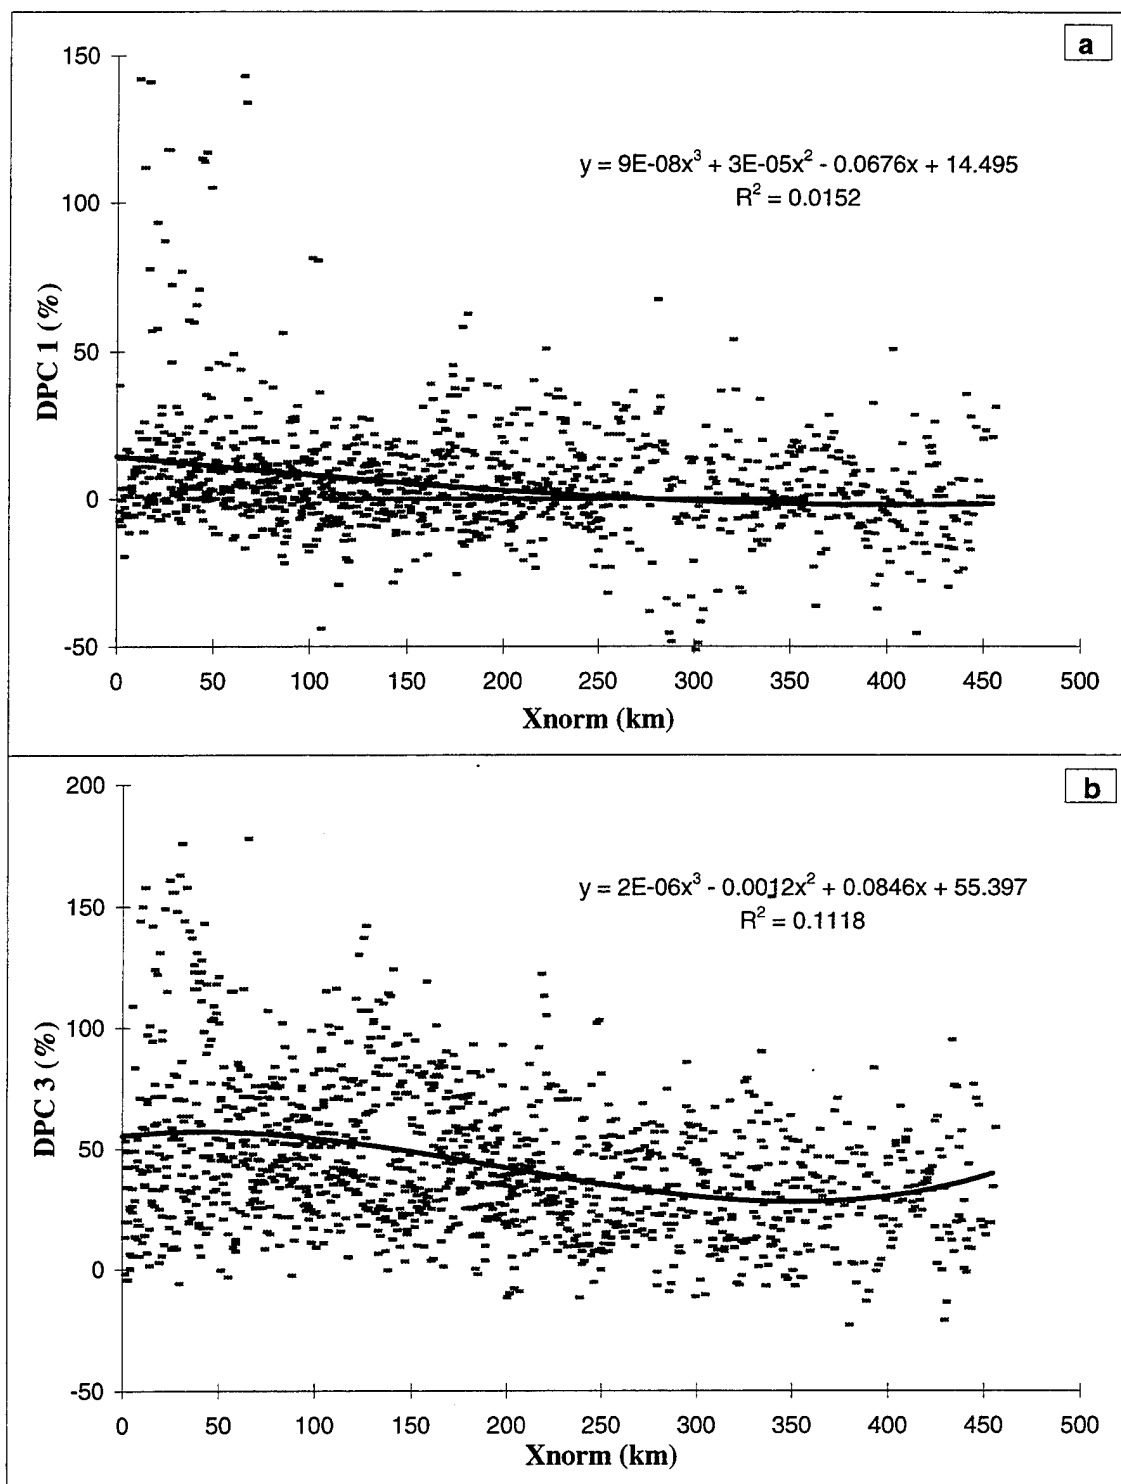 a
150
100
50
0
-50
DPC 1 (%)
y = 9E-08x³ + 3E-05x² - 0.0676x + 14.495
R² = 0.0152
0 50 100 150 200 250 300 350 400 450 500
Xnorm (km)
b
200
150
100
50
0
-50
DPC 3 (%)
y = 2E-06x³ - 0.0012x² + 0.0846x + 55.397
R² = 0.1118
0 50 100 150 200 250 300 350 400 450 500
Xnorm (km)